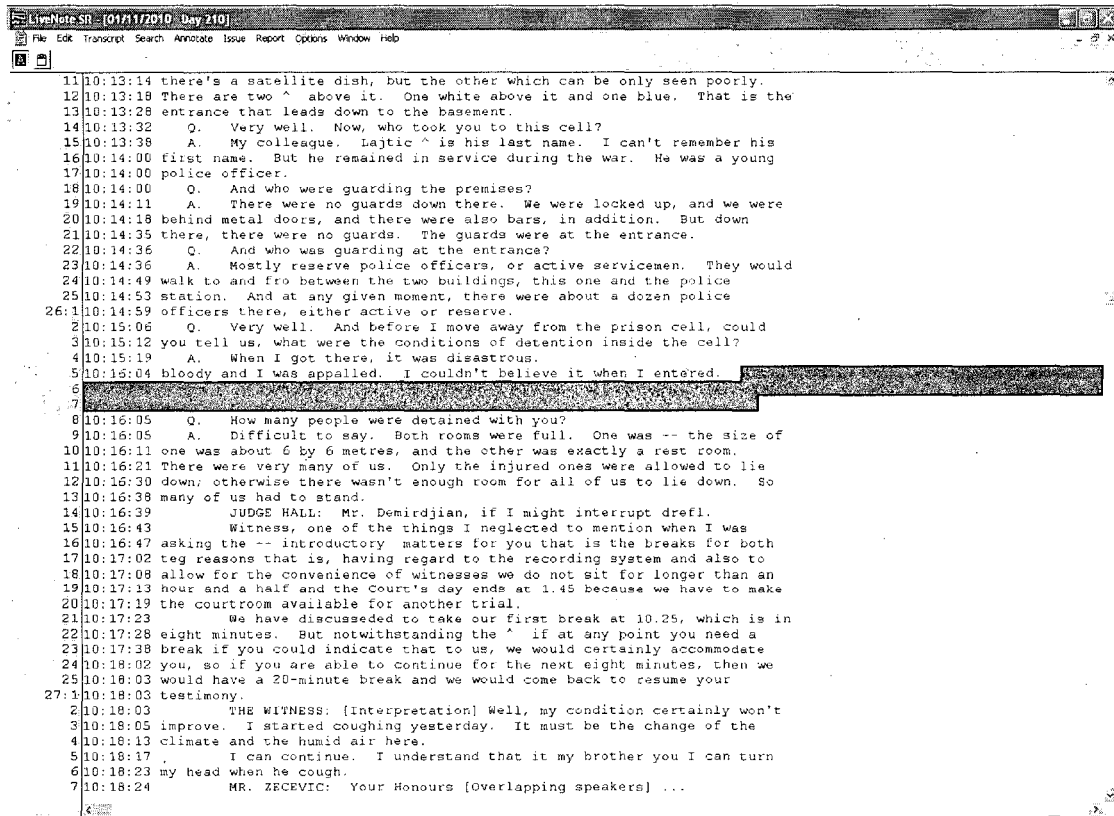 LiveNote SR - [01/11/2010 Day 210]
File Edit Transcript Search Annotate Issue Report Options Window Help
11 10:13:14 there's a satellite dish, but the other which can be only seen poorly.
12 10:13:18 There are two ^ above it. One white above it and one blue. That is the
13 10:13:28 entrance that leads down to the basement.
14 10:13:32 Q. Very well. Now, who took you to this cell?
15 10:13:38 A. My colleague. Lajtic ^ is his last name. I can't remember his
16 10:14:00 first name. But he remained in service during the war. He was a young
17 10:14:00 police officer.
18 10:14:00 Q. And who were guarding the premises?
19 10:14:11 A. There were no guards down there. We were locked up, and we were
20 10:14:18 behind metal doors, and there were also bars, in addition. But down
21 10:14:35 there, there were no guards. The guards were at the entrance.
22 10:14:36 Q. And who was guarding at the entrance?
23 10:14:36 A. Mostly reserve police officers, or active servicemen. They would
24 10:14:49 walk to and fro between the two buildings, this one and the police
25 10:14:53 station. And at any given moment, there were about a dozen police
26:1 10:14:59 officers there, either active or reserve.
2 10:15:06 Q. Very well. And before I move away from the prison cell, could
3 10:15:12 you tell us, what were the conditions of detention inside the cell?
4 10:15:19 A. When I got there, it was disastrous.
5 10:16:04 bloody and I was appalled. I couldn't believe it when I entered.
6
7
8 10:16:05 Q. How many people were detained with you?
9 10:16:05 A. Difficult to say. Both rooms were full. One was -- the size of
10 10:16:11 one was about 6 by 6 metres, and the other was exactly a rest room.
11 10:16:21 There were very many of us. Only the injured ones were allowed to lie
12 10:16:30 down; otherwise there wasn't enough room for all of us to lie down. So
13 10:16:38 many of us had to stand.
14 10:16:39 JUDGE HALL: Mr. Demirdjian, if I might interrupt drefl.
15 10:16:43 Witness, one of the things I neglected to mention when I was
16 10:16:47 asking the -- introductory matters for you that is the breaks for both
17 10:17:02 teg reasons that is, having regard to the recording system and also to
18 10:17:08 allow for the convenience of witnesses we do not sit for longer than an
19 10:17:13 hour and a half and the Court's day ends at 1.45 because we have to make
20 10:17:19 the courtroom available for another trial.
21 10:17:23 We have discusseded to take our first break at 10.25, which is in
22 10:17:28 eight minutes. But notwithstanding the ^ if at any point you need a
23 10:17:38 break if you could indicate that to us, we would certainly accommodate
24 10:18:02 you, so if you are able to continue for the next eight minutes, then we
25 10:18:03 would have a 20-minute break and we would come back to resume your
27:1 10:18:03 testimony.
2 10:18:03 THE WITNESS: [Interpretation] Well, my condition certainly won't
3 10:18:05 improve. I started coughing yesterday. It must be the change of the
4 10:18:13 climate and the humid air here.
5 10:18:17 I can continue. I understand that it my brother you I can turn
6 10:18:23 my head when he cough.
7 10:18:24 MR. ZECEVIC: Your Honours [Overlapping speakers] ...